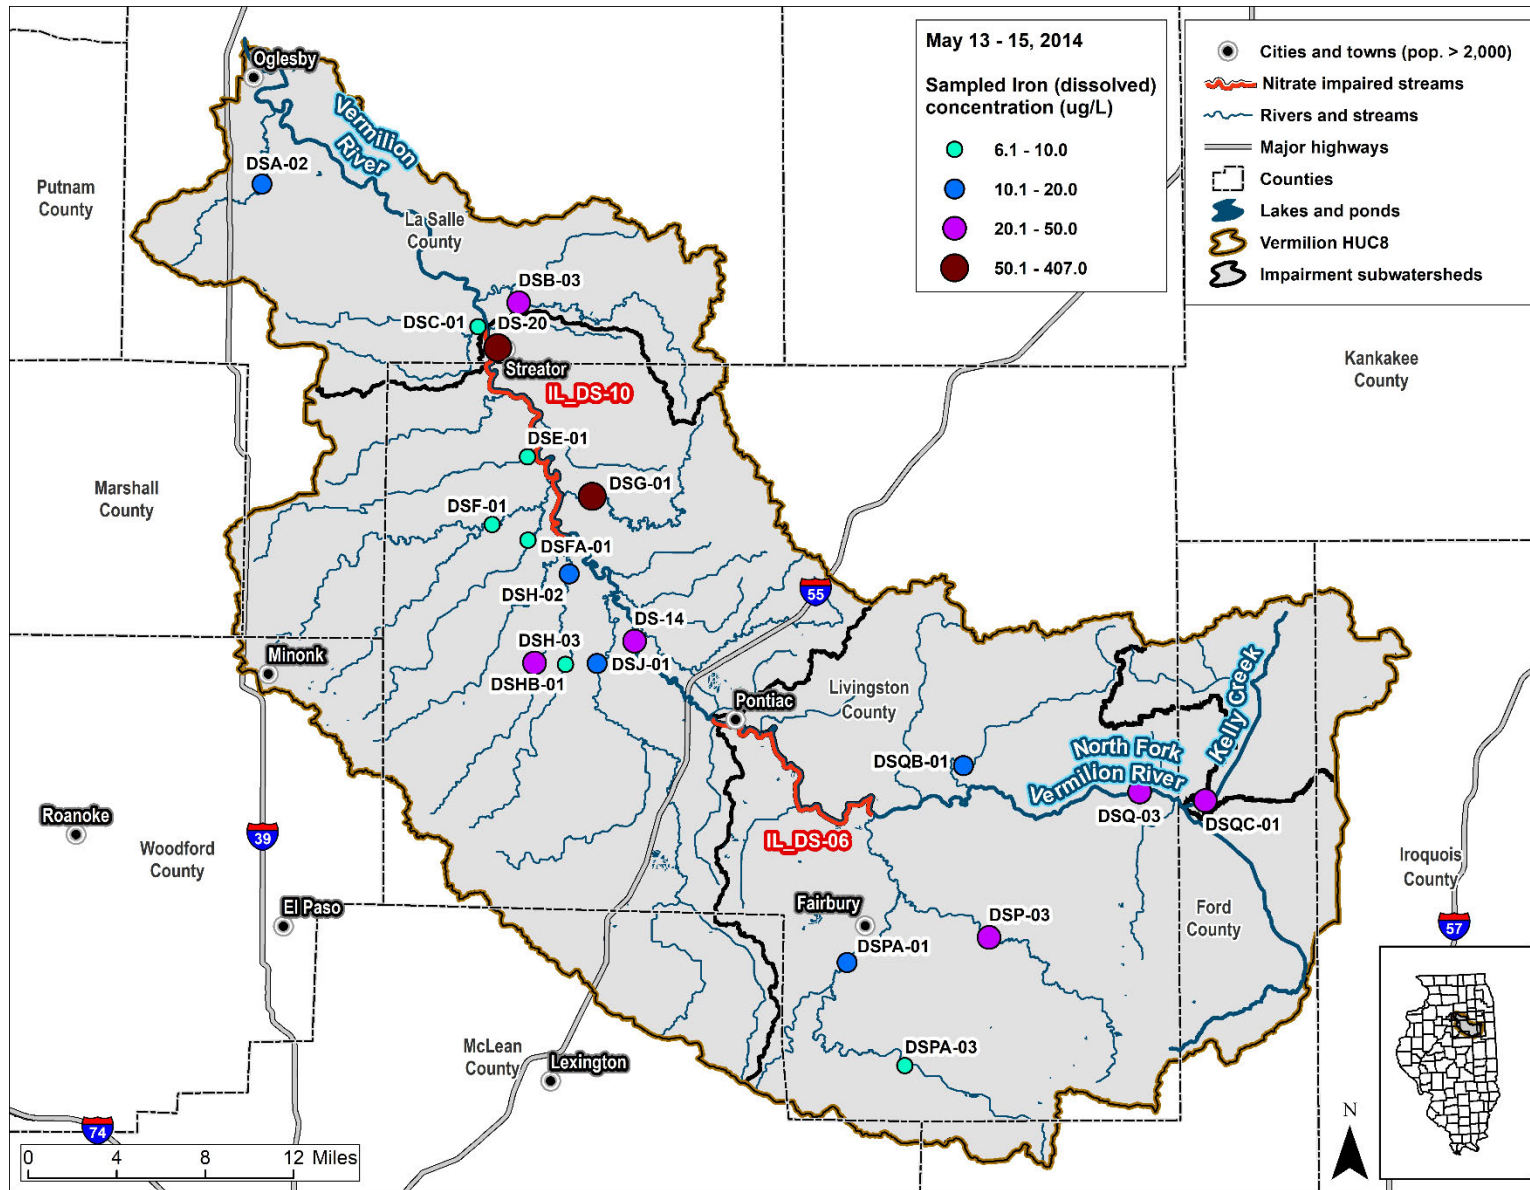 May 13 - 15, 2014
Sampled Iron (dissolved)
concentration (ug/L)
6.1 - 10.0
10.1 - 20.0
20.1 - 50.0
50.1 - 407.0
Cities and towns (pop. > 2,000)
Nitrate impaired streams
Rivers and streams
Major highways
Counties
Lakes and ponds
Vermilion HUC8
Impairment subwatersheds
Oglesby
Vermilion
River
DSA-02
Putnam
County
La Salle
County
DSB-03
DSC-01
DS-20
Streator
IL_DS-10
Kankakee
County
DSE-01
Marshall
County
DSG-01
DSF-01
DSFA-01
DSH-02
55
DS-14
DSH-03
Minonk
DSJ-01
DSHB-01
Pontiac
Livingston
County
Kelly Creek
North Fork
Vermilion River
DSQB-01
DSQ-03
DSQC-01
Roanoke
39
Woodford
County
IL_DS-06
Iroquois
County
El Paso
Fairbury
DSP-03
Ford
County
57
DSPA-01
McLean
County
Lexington
DSPA-03
74
N
0 4 8 12 Miles